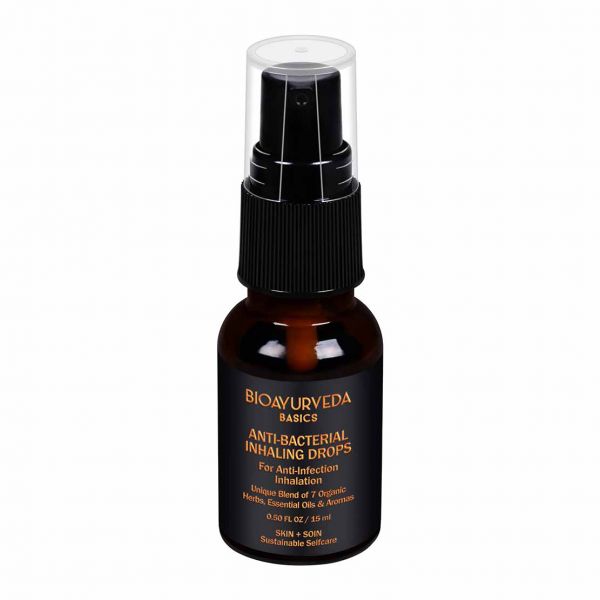 BIOAYURVEDA
BASICS
ANTI-BACTERIAL
INHALING DROPS
For Anti-Infection
Inhalation
Unique Blend of 7 Organic
Herbs, Essential Oils & Aromas
0.50 FL OZ / 15 ml
SKIN + SOIN
Sustainable Selfcare